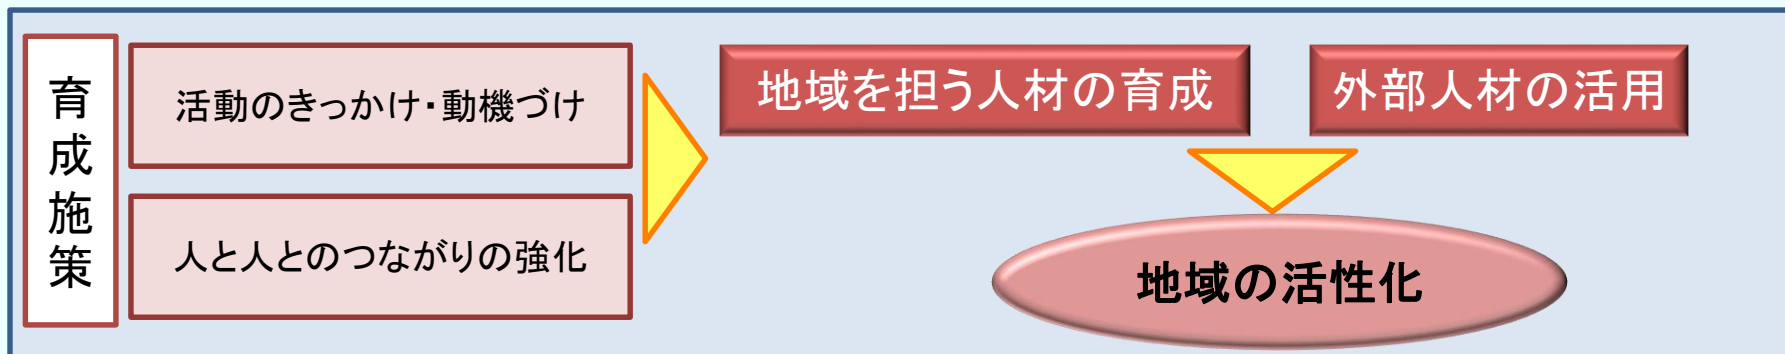 育成施策
活動のきっかけ・動機づけ
人と人とのつながりの強化
地域を担う人材の育成
外部人材の活用
地域の活性化